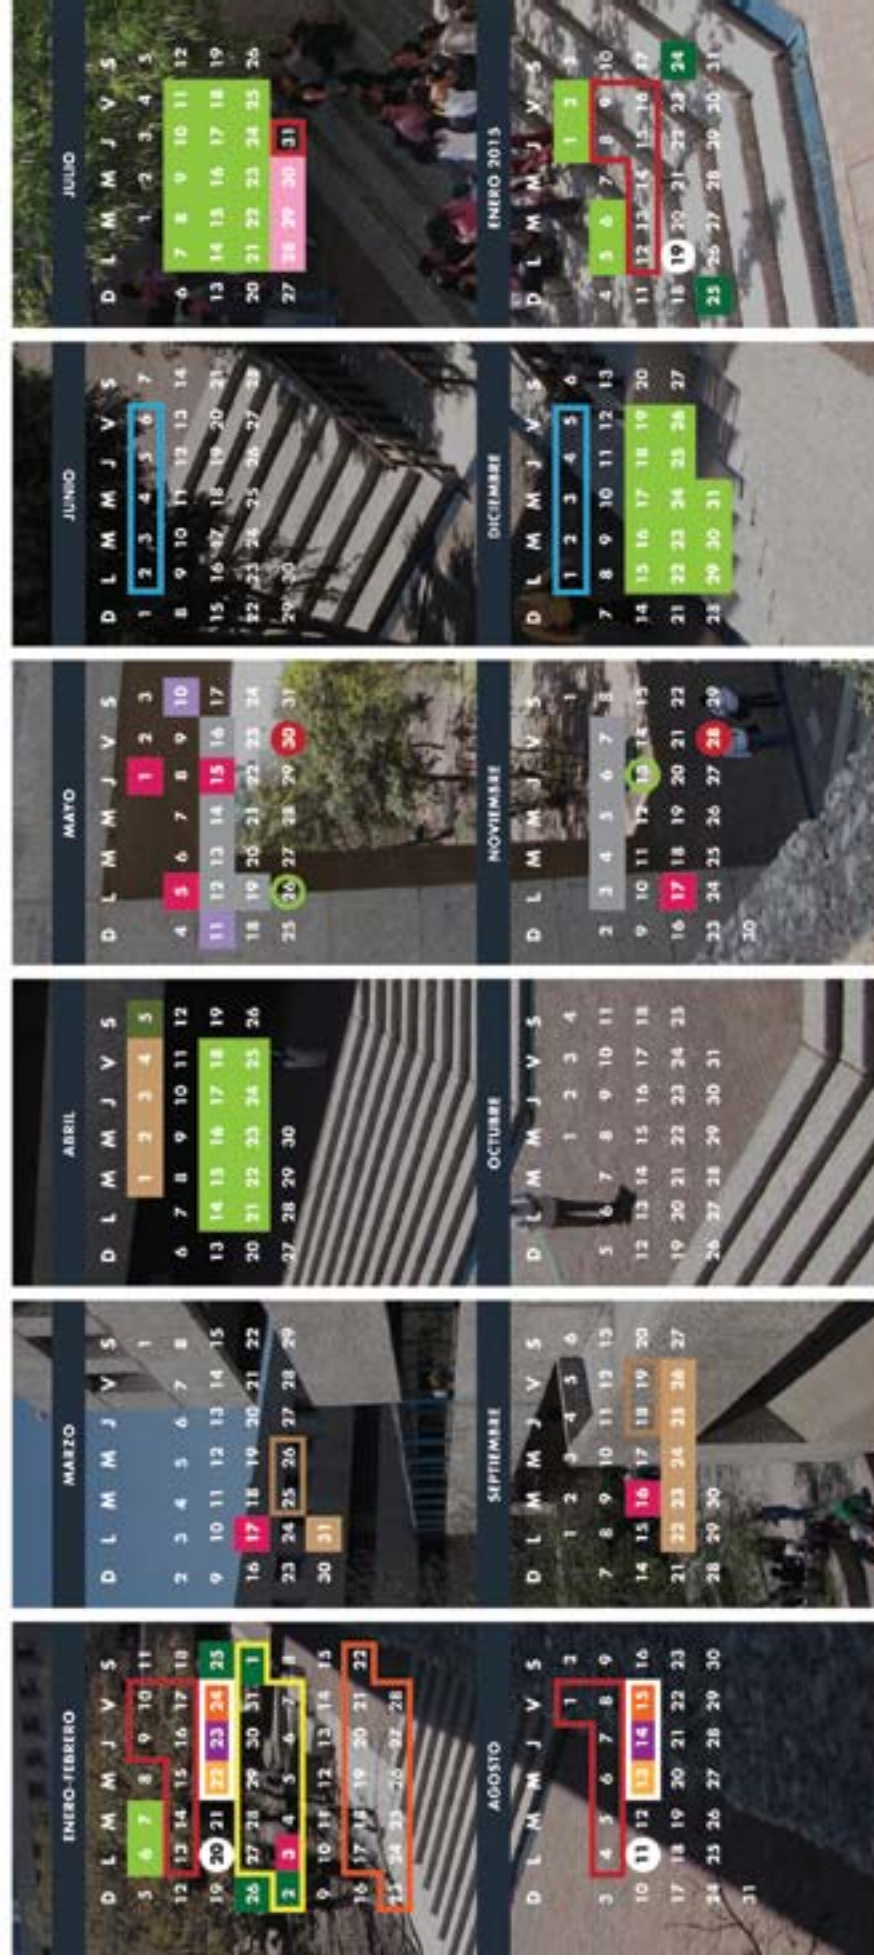 ENERO-FEBRERO
D L M M J V S
5 6 7 8 9 10 11
12 13 14 15 16 17 18
19 20 21 22 23 24 25
26 27 28 29 30 31 1
2 3 4 5 6 7 8
9 10 11 12 13 14 15
16 17 18 19 20 21 22
23 24 25 26 27 28
MARZO
D L M M J V S
1
2 3 4 5 6 7 8
9 10 11 12 13 14 15
16 17 18 19 20 21 22
23 24 25 26 27 28 29
30 31
ABRIL
D L M M J V S
1 2 3 4 5
6 7 8 9 10 11 12
13 14 15 16 17 18 19
20 21 22 23 24 25 26
27 28 29 30
MAYO
D L M M J V S
1 2 3
4 5 6 7 8 9 10
11 12 13 14 15 16 17
18 19 20 21 22 23 24
25 26 27 28 29 30 31
JUNIO
D L M M J V S
1 2 3 4 5 6 7
8 9 10 11 12 13 14
15 16 17 18 19 20 21
22 23 24 25 26 27 28
29 30
JULIO
D L M M J V S
1 2 3 4 5
6 7 8 9 10 11 12
13 14 15 16 17 18 19
20 21 22 23 24 25 26
27 28 29 30 31
AGOSTO
D L M M J V S
1 2
3 4 5 6 7 8 9
10 11 12 13 14 15 16
17 18 19 20 21 22 23
24 25 26 27 28 29 30
31
SEPTIEMBRE
D L M M J V S
1 2 3 4 5 6
7 8 9 10 11 12 13
14 15 16 17 18 19 20
21 22 23 24 25 26 27
28 29 30
OCTUBRE
D L M M J V S
1 2 3 4
5 6 7 8 9 10 11
12 13 14 15 16 17 18
19 20 21 22 23 24 25
26 27 28 29 30 31
NOVIEMBRE
D L M M J V S
1
2 3 4 5 6 7 8
9 10 11 12 13 14 15
16 17 18 19 20 21 22
23 24 25 26 27 28 29
30
DICIEMBRE
D L M M J V S
1 2 3 4 5 6
7 8 9 10 11 12 13
14 15 16 17 18 19 20
21 22 23 24 25 26 27
28 29 30 31
ENERO 2015
D L M M J V S
1 2 3
4 5 6 7 8 9 10
11 12 13 14 15 16 17
18 19 20 21 22 23 24
25 26 27 28 29 30 31